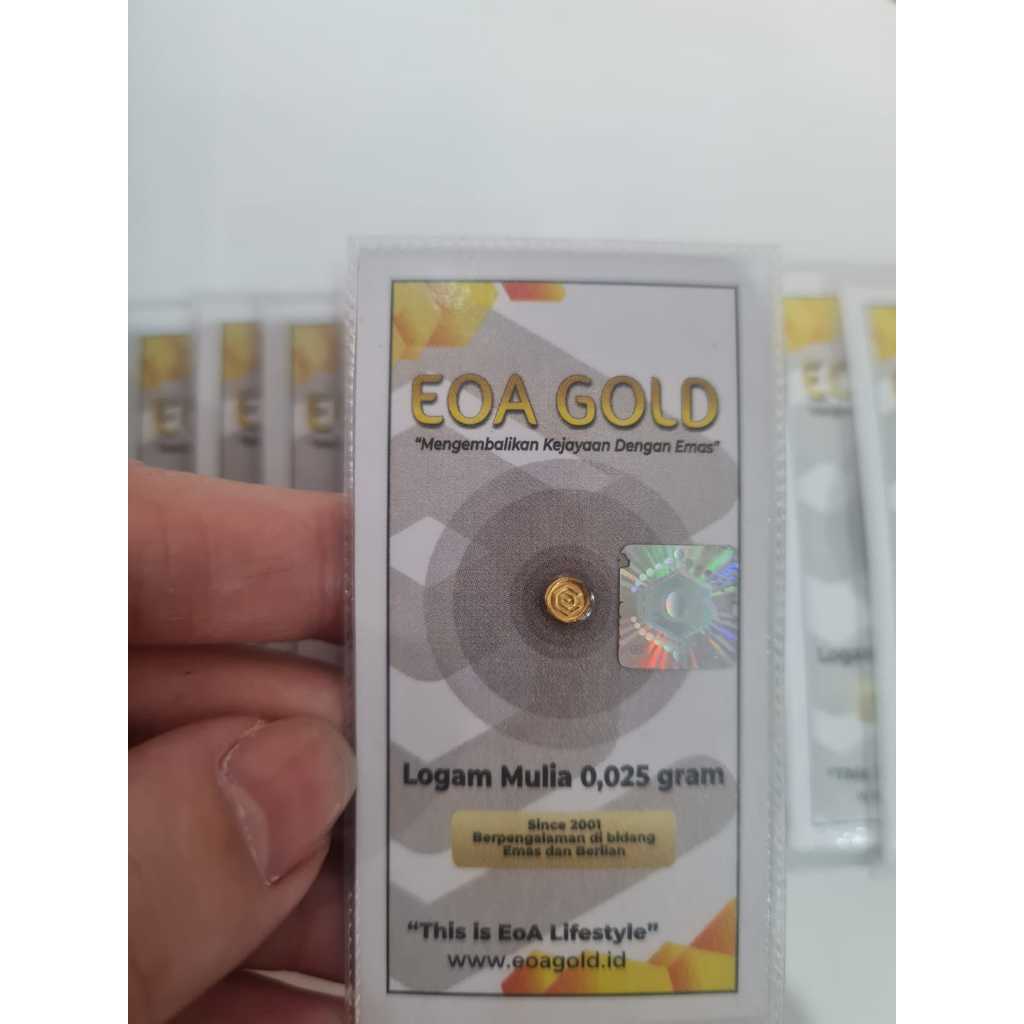 EOA GOLD
"Mengembalikan Kejayaan Dengan Emas"
Logam Mulia 0,025 gram
Since 2001
Berpengalaman di bidang
Emas dan Berlian
"This is EoA Lifestyle"
www.eoagold.id